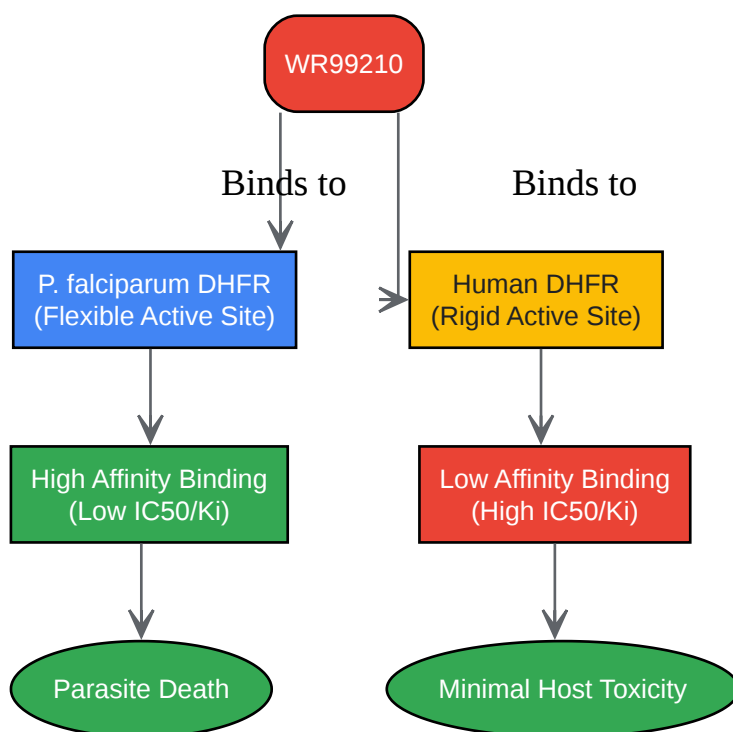 WR99210
Binds to
Binds to
P. falciparum DHFR
(Flexible Active Site)
Human DHFR
(Rigid Active Site)
High Affinity Binding
(Low IC50/Ki)
Low Affinity Binding
(High IC50/Ki)
Parasite Death
Minimal Host Toxicity